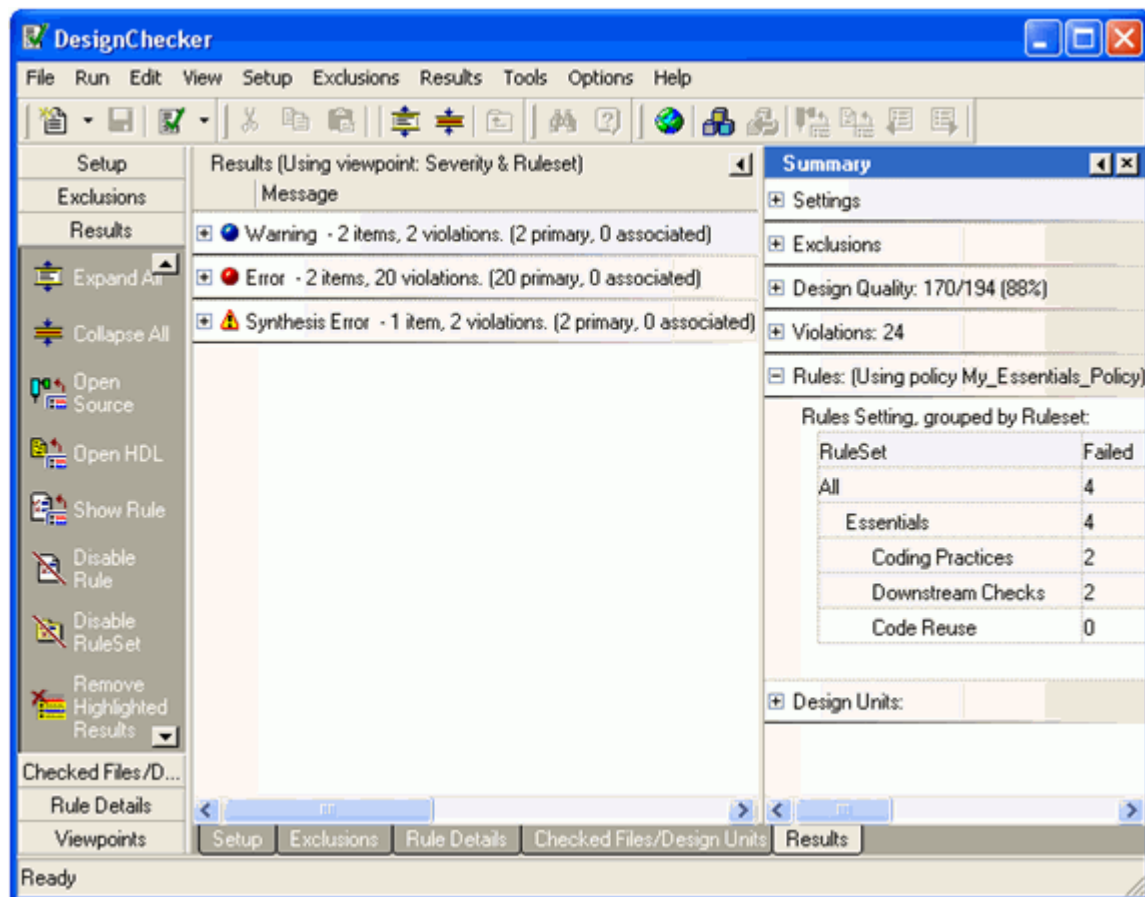 DesignChecker
File Run Edit View Setup Exclusions Results Tools Options Help
Setup
Exclusions
Results
Expand All
Collapse All
Open
Source
Open HDL
Show Rule
Disable
Rule
Disable
RuleSet
Remove
Highlighted
Results
Checked Files/D...
Rule Details
Viewpoints
Results (Using viewpoint: Severity & Ruleset)
Message
Warning - 2 items, 2 violations. (2 primary, 0 associated)
Error - 2 items, 20 violations. (20 primary, 0 associated)
Synthesis Error - 1 item, 2 violations. (2 primary, 0 associated)
Summary
Settings
Exclusions
Design Quality: 170/194 (88%)
Violations: 24
Rules: (Using policy My_Essentials_Policy)
Rules Setting, grouped by Ruleset:
RuleSet Failed
All 4
Essentials 4
Coding Practices 2
Downstream Checks 2
Code Reuse 0
Design Units:
Setup Exclusions Rule Details Checked Files/Design Units Results
Ready